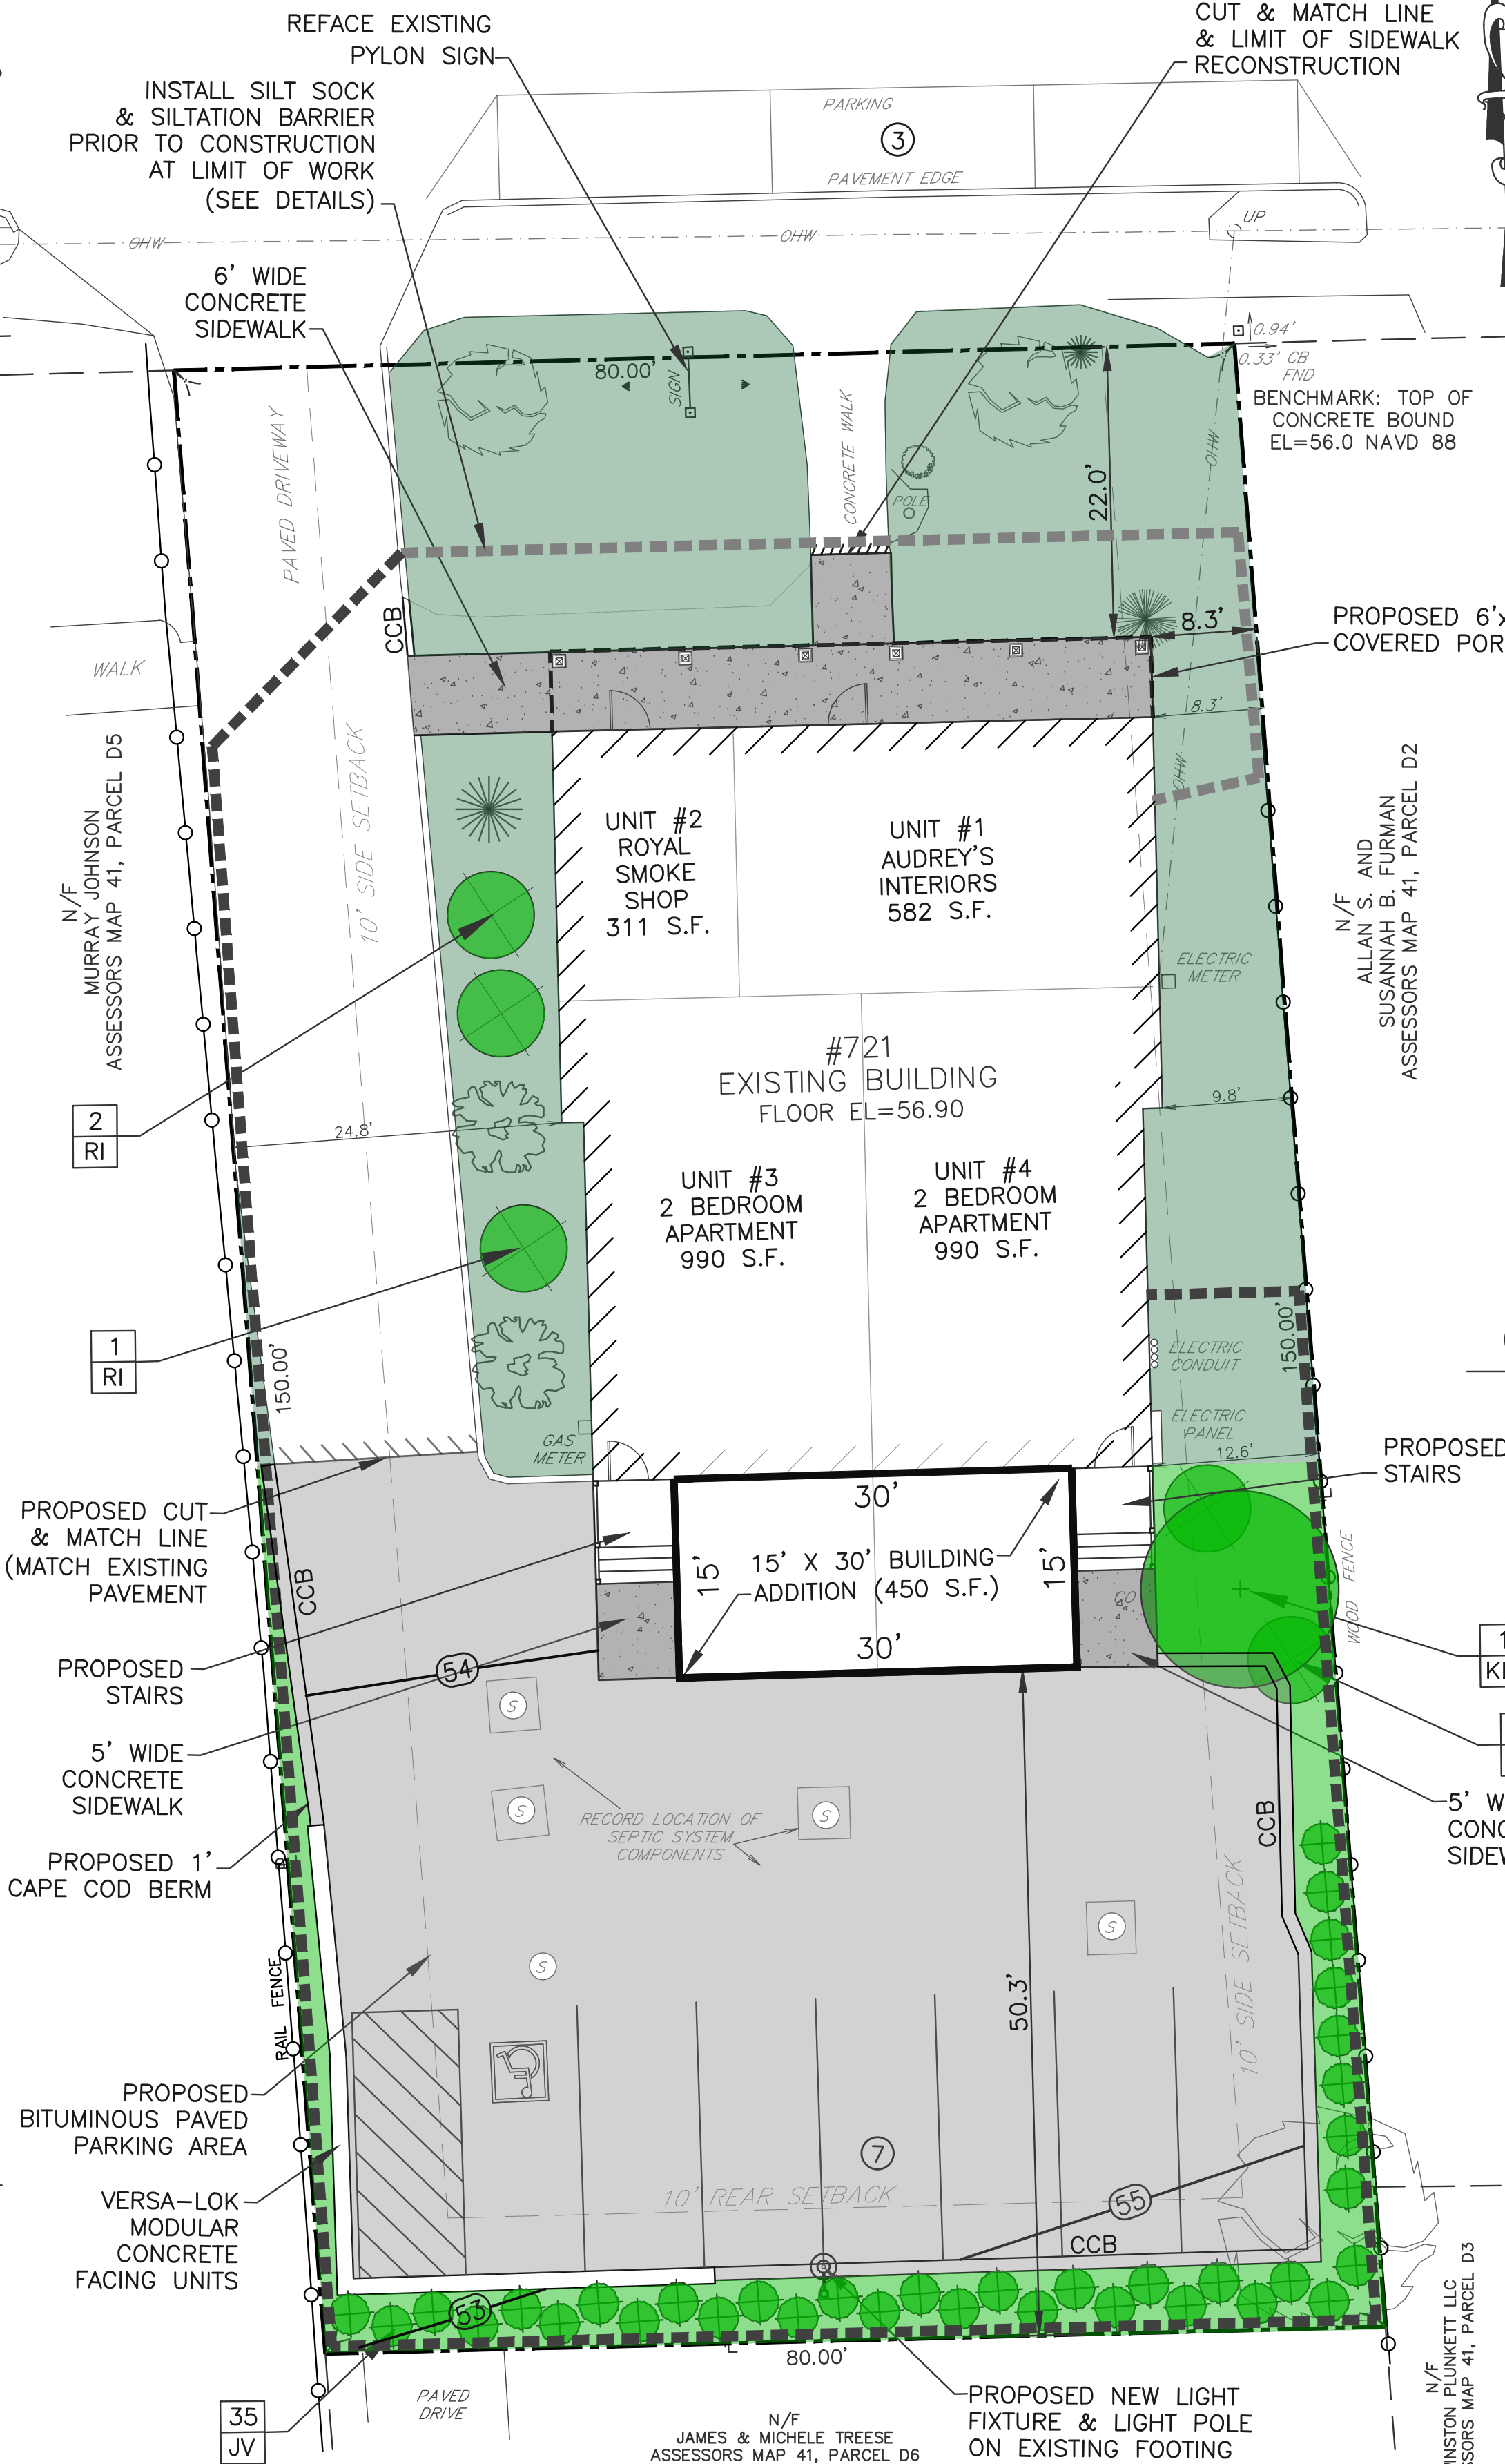 REFACE EXISTING
PYLON SIGN
CUT & MATCH LINE
& LIMIT OF SIDEWALK
RECONSTRUCTION
INSTALL SILT SOCK
& SILTATION BARRIER
PRIOR TO CONSTRUCTION
AT LIMIT OF WORK
(SEE DETAILS)
PARKING
3
PAVEMENT EDGE
UP
OHW
OHW
6' WIDE
CONCRETE
SIDEWALK
80.00'
SIGN
CONCRETE WALK
POLE
OHW
22.0'
0.94'
0.33' CB
FND
BENCHMARK: TOP OF
CONCRETE BOUND
EL=56.0 NAVD 88
PAVED DRIVEWAY
CCB
WALK
8.3'
PROPOSED 6'x
COVERED POR
8.3'
OHW
10' SIDE SETBACK
N/F
MURRAY JOHNSON
ASSESSORS MAP 41, PARCEL D5
UNIT #2
ROYAL
SMOKE
SHOP
311 S.F.
UNIT #1
AUDREY'S
INTERIORS
582 S.F.
N/F
ALLAN S. AND
SUSANNAH B. FURMAN
ASSESSORS MAP 41, PARCEL D2
ELECTRIC
METER
#721
EXISTING BUILDING
FLOOR EL=56.90
9.8'
2
RI
24.8'
UNIT #3
2 BEDROOM
APARTMENT
990 S.F.
UNIT #4
2 BEDROOM
APARTMENT
990 S.F.
1
RI
150.00'
150.00'
ELECTRIC
CONDUIT
ELECTRIC
PANEL
GAS
METER
12.6'
PROPOSED
STAIRS
PROPOSED CUT
& MATCH LINE
(MATCH EXISTING
PAVEMENT
CCB
30'
15'
15' X 30' BUILDING
ADDITION (450 S.F.)
15'
30'
CO
WOOD FENCE
1
PROPOSED
STAIRS
54
S
5' WIDE
CONCRETE
SIDEWALK
S
RECORD LOCATION OF
SEPTIC SYSTEM
COMPONENTS
S
CCB
5' W
CONC
SIDEW
PROPOSED 1'
CAPE COD BERM
S
S
10' SIDE SETBACK
RAIL FENCE
50.3'
PROPOSED
BITUMINOUS PAVED
PARKING AREA
7
VERSA-LOK
MODULAR
CONCRETE
FACING UNITS
10' REAR SETBACK
55
CCB
53
80.00'
35
JV
PAVED
DRIVE
N/F
JAMES & MICHELE TREESE
ASSESSORS MAP 41, PARCEL D6
PROPOSED NEW LIGHT
FIXTURE & LIGHT POLE
ON EXISTING FOOTING
N/F
PLUNKETT LLC
MAP 41, PARCEL D3